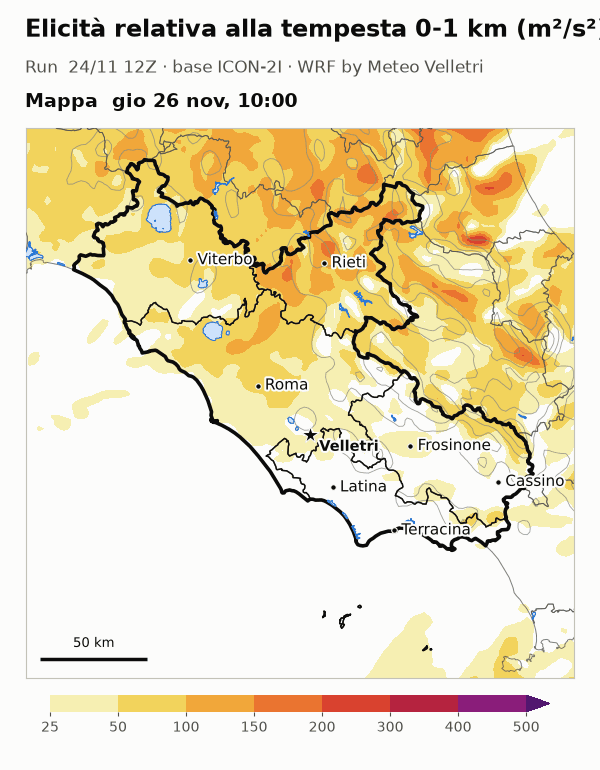 Elicità relativa alla tempesta 0-1 km (m²/s²)
Run  24/11 12Z · base ICON-2I · WRF by Meteo Velletri
Mappa  gio 26 nov, 10:00
Viterbo
Rieti
Roma
Velletri
Frosinone
Cassino
Latina
Terracina
50 km
25 50 100 150 200 300 400 500